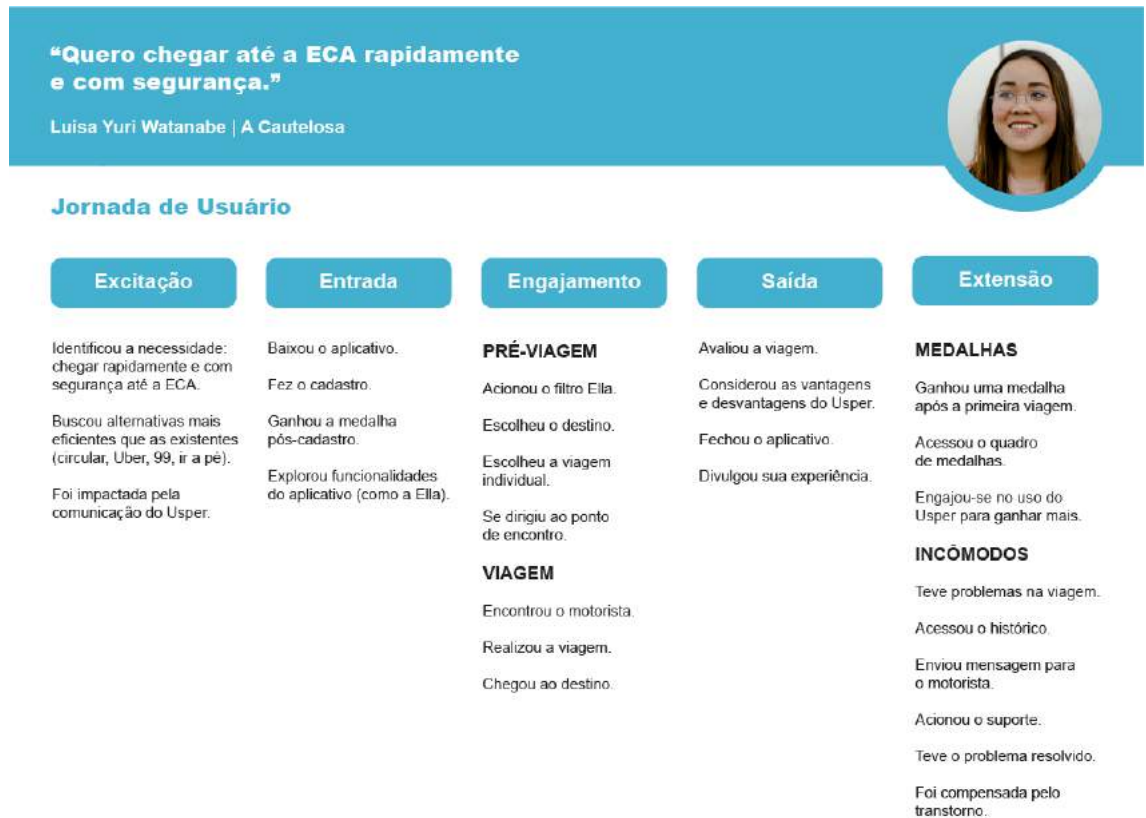 “Quero chegar até a ECA rapidamente
e com segurança.”
Luisa Yuri Watanabe | A Cautelosa
Jornada de Usuário
Excitação
Identificou a necessidade:
chegar rapidamente e com
segurança até a ECA.
Buscou alternativas mais
eficientes que as existentes
(circular, Uber, 99, ir a pé).
Foi impactada pela
comunicação do Usper.
Entrada
Baixou o aplicativo.
Fez o cadastro.
Ganhou a medalha
pós-cadastro.
Explorou funcionalidades
do aplicativo (como a Ella).
Engajamento
PRÉ-VIAGEM
Acionou o filtro Ella.
Escolheu o destino.
Escolheu a viagem
individual.
Se dirigiu ao ponto
de encontro.
VIAGEM
Encontrou o motorista.
Realizou a viagem.
Chegou ao destino.
Saída
Avaliou a viagem.
Considerou as vantagens
e desvantagens do Usper.
Fechou o aplicativo.
Divulgou sua experiência.
Extensão
MEDALHAS
Ganhou uma medalha
após a primeira viagem.
Acessou o quadro
de medalhas.
Engajou-se no uso do
Usper para ganhar mais.
INCÔMODOS
Teve problemas na viagem.
Acessou o histórico.
Enviou mensagem para
o motorista.
Acionou o suporte.
Teve o problema resolvido.
Foi compensada pelo
transtorno.